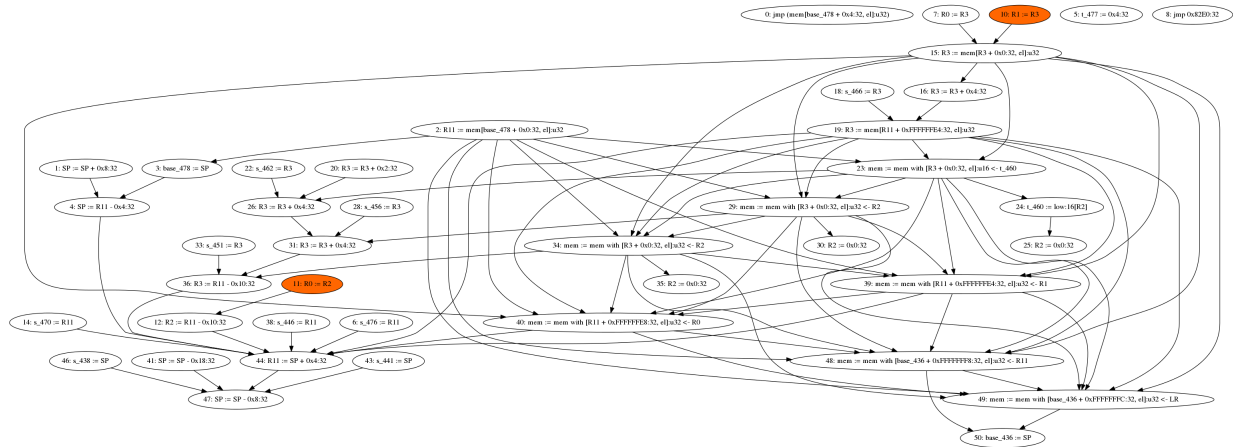 0: jmp (mem[base_478 + 0x4:32, el]:u32)
7: R0 := R3
10: R1 := R3
5: t_477 := 0x4:32
8: jmp 0x82E0:32
15: R3 := mem[R3 + 0x0:32, el]:u32
18: s_466 := R3
16: R3 := R3 + 0x4:32
2: R11 := mem[base_478 + 0x0:32, el]:u32
19: R3 := mem[R11 + 0xFFFFFFE4:32, el]:u32
1: SP := SP + 0x8:32
3: base_478 := SP
22: s_462 := R3
20: R3 := R3 + 0x2:32
23: mem := mem with [R3 + 0x0:32, el]:u16 <- t_460
4: SP := R11 - 0x4:32
26: R3 := R3 + 0x4:32
28: s_456 := R3
29: mem := mem with [R3 + 0x0:32, el]:u32 <- R2
24: t_460 := low:16[R2]
33: s_451 := R3
31: R3 := R3 + 0x4:32
34: mem := mem with [R3 + 0x0:32, el]:u32 <- R2
30: R2 := 0x0:32
25: R2 := 0x0:32
36: R3 := R11 - 0x10:32
11: R0 := R2
35: R2 := 0x0:32
39: mem := mem with [R11 + 0xFFFFFFE4:32, el]:u32 <- R1
14: s_470 := R11
12: R2 := R11 - 0x10:32
38: s_446 := R11
6: s_476 := R11
40: mem := mem with [R11 + 0xFFFFFFE8:32, el]:u32 <- R0
46: s_438 := SP
41: SP := SP - 0x18:32
43: s_441 := SP
44: R11 := SP + 0x4:32
48: mem := mem with [base_436 + 0xFFFFFFF8:32, el]:u32 <- R11
47: SP := SP - 0x8:32
49: mem := mem with [base_436 + 0xFFFFFFFC:32, el]:u32 <- LR
50: base_436 := SP